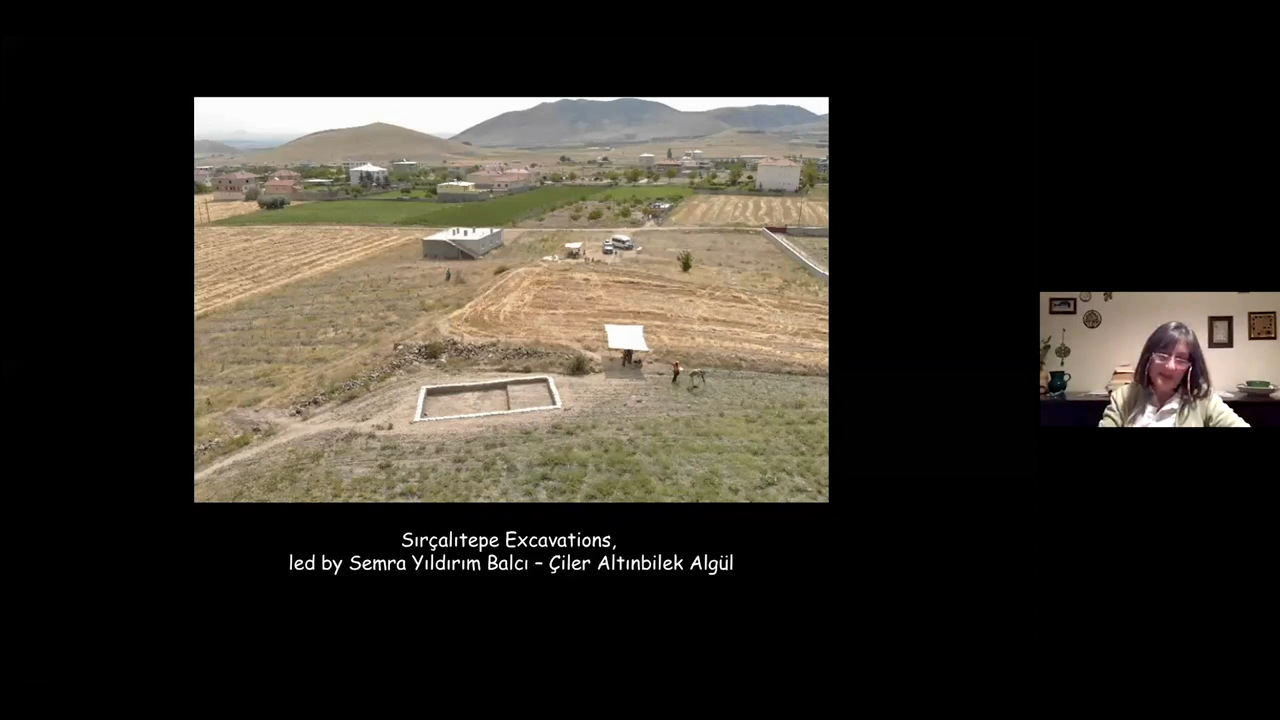 Sırçalıtepe Excavations,
led by Semra Yıldırım Balcı – Çiler Altınbilek Algül